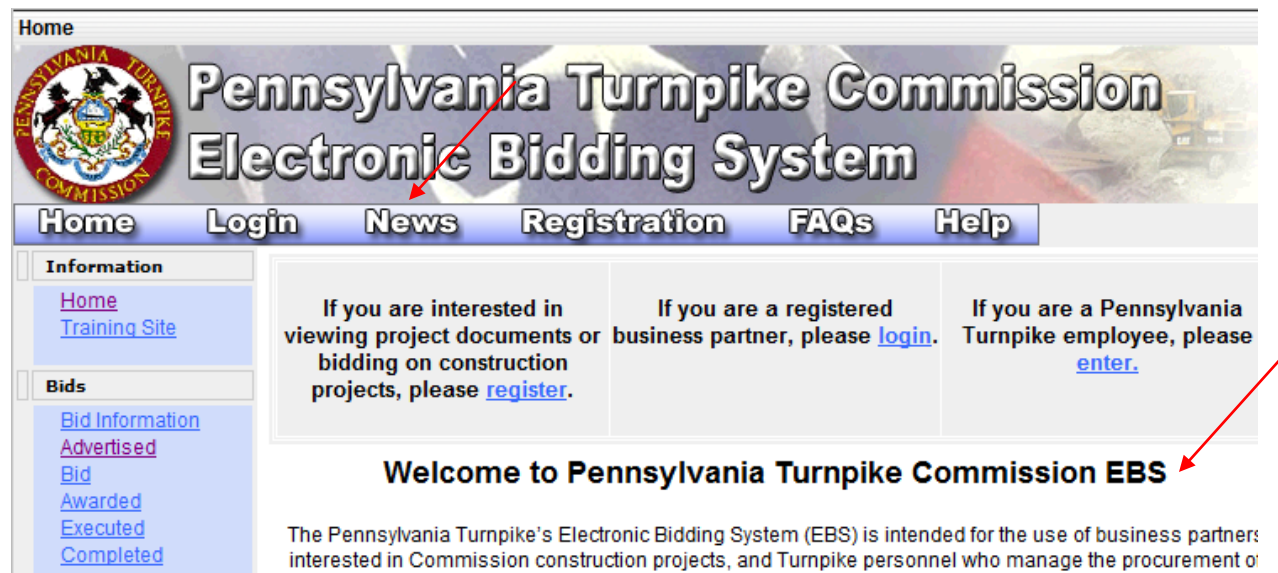 Home
PENNSYLVANIA TURNPIKE
COMMISSION
Pennsylvania Turnpike Commission
Electronic Bidding System
Home Login News Registration FAQs Help
Information
Home
Training Site
If you are interested in
viewing project documents or
bidding on construction
projects, please register.
If you are a registered
business partner, please login.
If you are a Pennsylvania
Turnpike employee, please
enter.
Bids
Bid Information
Advertised
Bid
Awarded
Executed
Completed
Welcome to Pennsylvania Turnpike Commission EBS
The Pennsylvania Turnpike's Electronic Bidding System (EBS) is intended for the use of business partners
interested in Commission construction projects, and Turnpike personnel who manage the procurement of